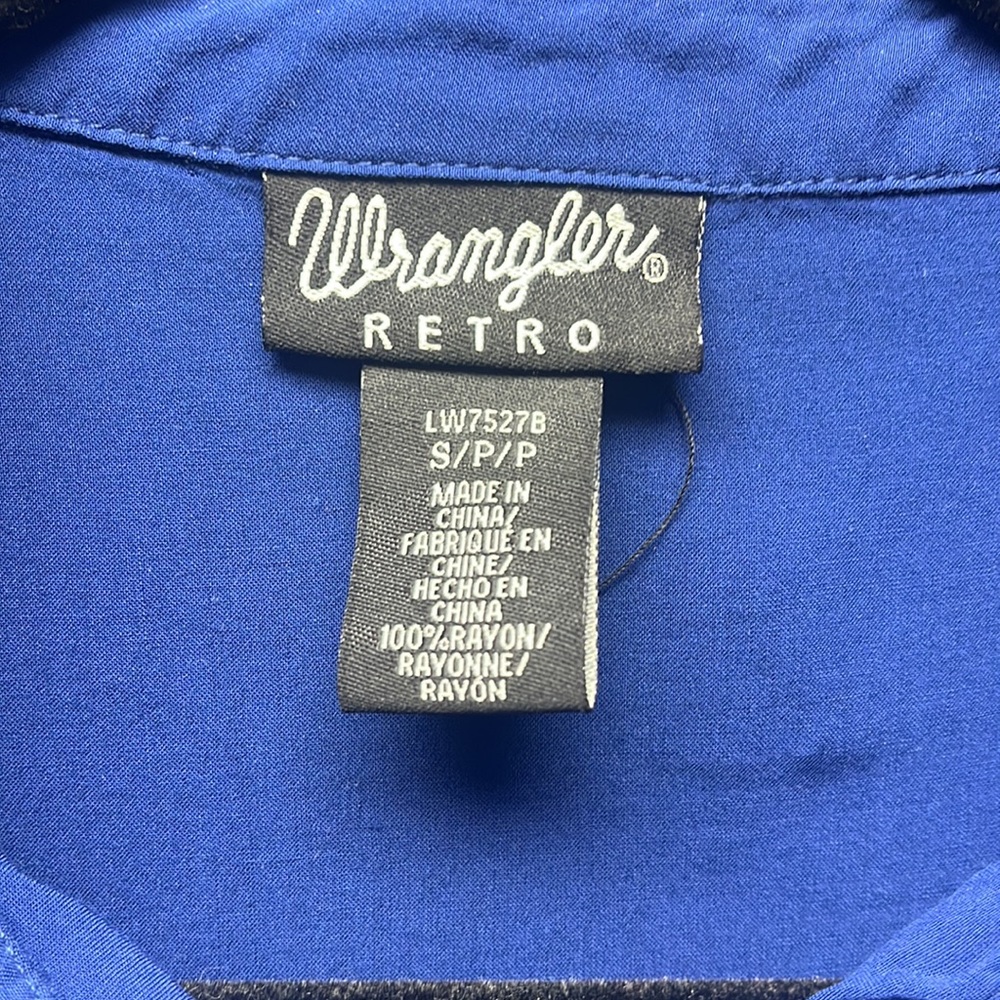 Wrangler®
RETRO
LW7527B
S/P/P
MADE IN
CHINA/
FABRIQUÉ EN
CHINE/
HECHO EN
CHINA
100%RAYON/
RAYONNE/
RAYÓN